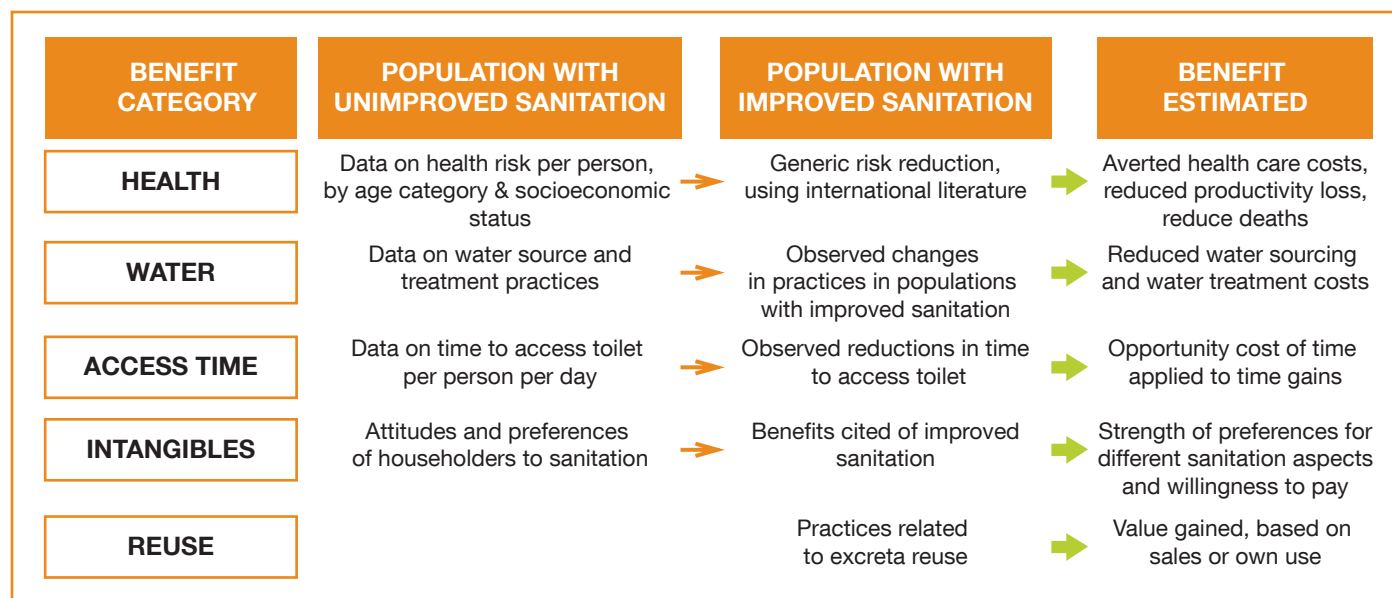 BENEFIT
CATEGORY
POPULATION WITH
UNIMPROVED SANITATION
POPULATION WITH
IMPROVED SANITATION
BENEFIT
ESTIMATED
HEALTH
Data on health risk per person,
by age category & socioeconomic
status
Generic risk reduction,
using international literature
Averted health care costs,
reduced productivity loss,
reduce deaths
WATER
Data on water source and
treatment practices
Observed changes
in practices in populations
with improved sanitation
Reduced water sourcing
and water treatment costs
ACCESS TIME
Data on time to access toilet
per person per day
Observed reductions in time
to access toilet
Opportunity cost of time
applied to time gains
INTANGIBLES
Attitudes and preferences
of householders to sanitation
Benefits cited of improved
sanitation
Strength of preferences for
different sanitation aspects
and willingness to pay
REUSE
Practices related
to excreta reuse
Value gained, based on
sales or own use